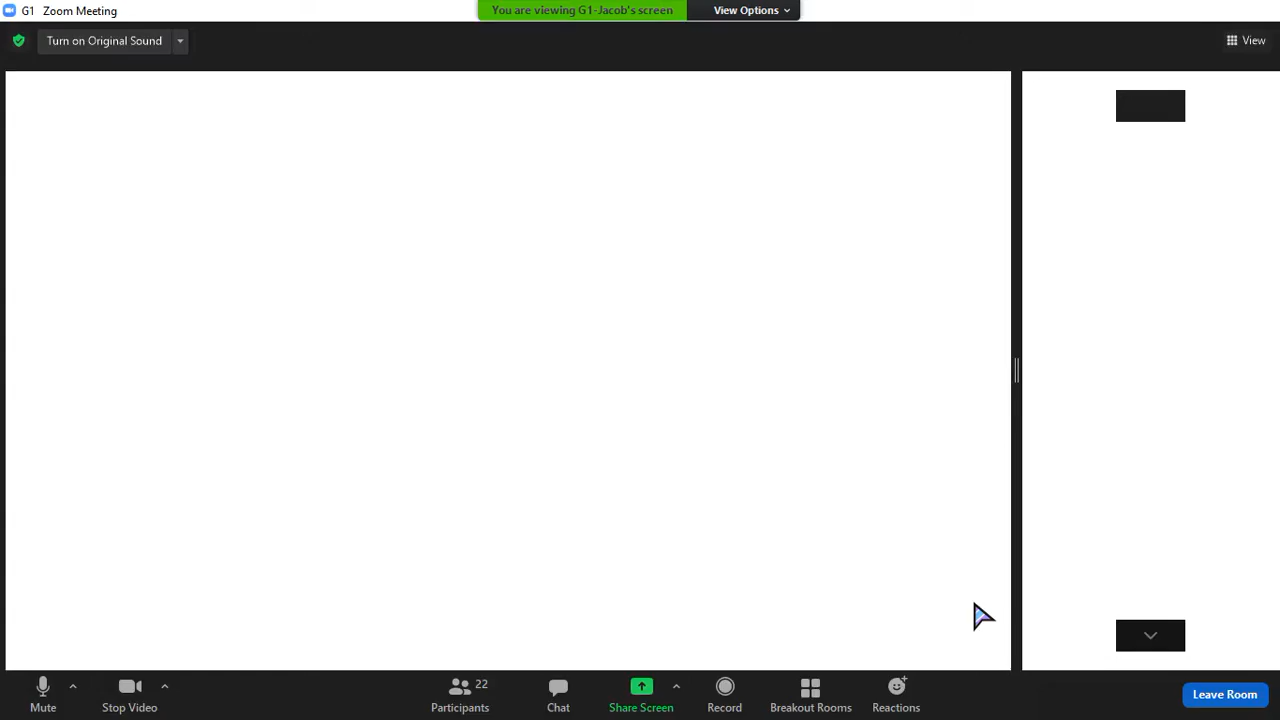 G1 Zoom Meeting
You are viewing G1-Jacob's screen
View Options
Turn on Original Sound
View
Mute
Stop Video
Participants
22
Chat
Share Screen
Record
Breakout Rooms
Reactions
Leave Room